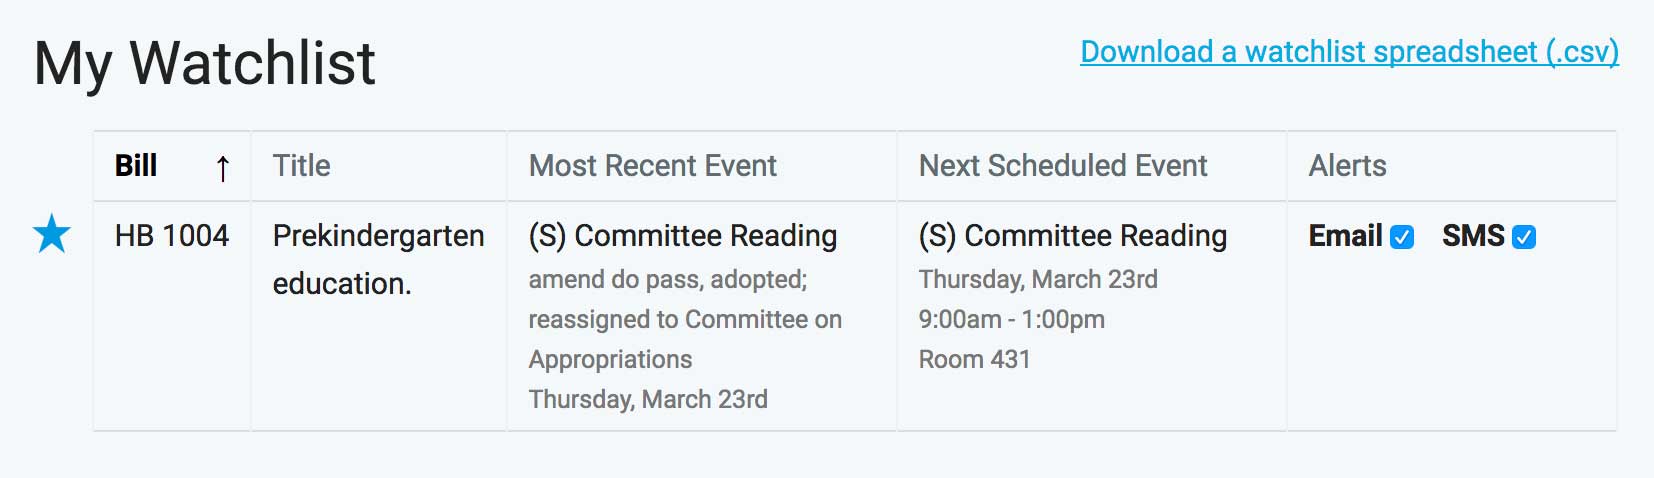 My Watchlist
Download a watchlist spreadsheet (.csv)
Bill ↑ Title Most Recent Event Next Scheduled Event Alerts
HB 1004
Prekindergarten
education.
(S) Committee Reading
amend do pass, adopted;
reassigned to Committee on
Appropriations
Thursday, March 23rd
(S) Committee Reading
Thursday, March 23rd
9:00am - 1:00pm
Room 431
Email SMS